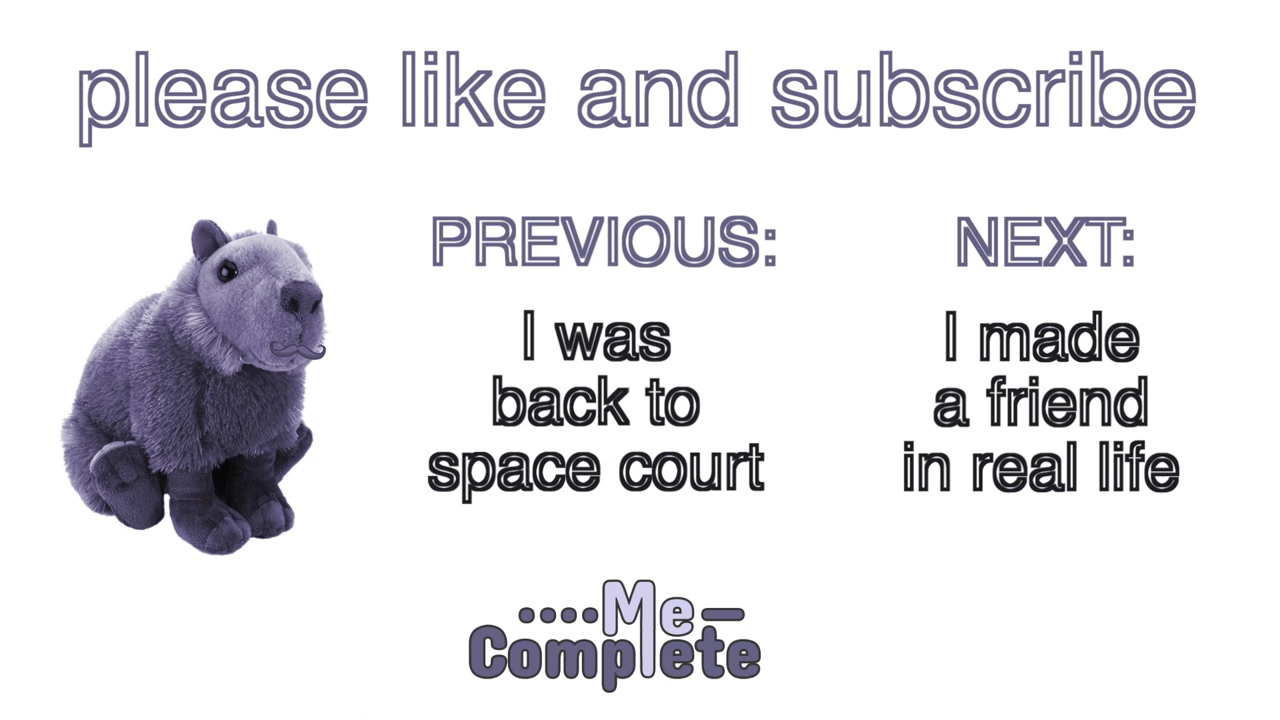 please like and subscribe
PREVIOUS:
I was
back to
space court
NEXT:
I made
a friend
in real life
....Me—
Complete